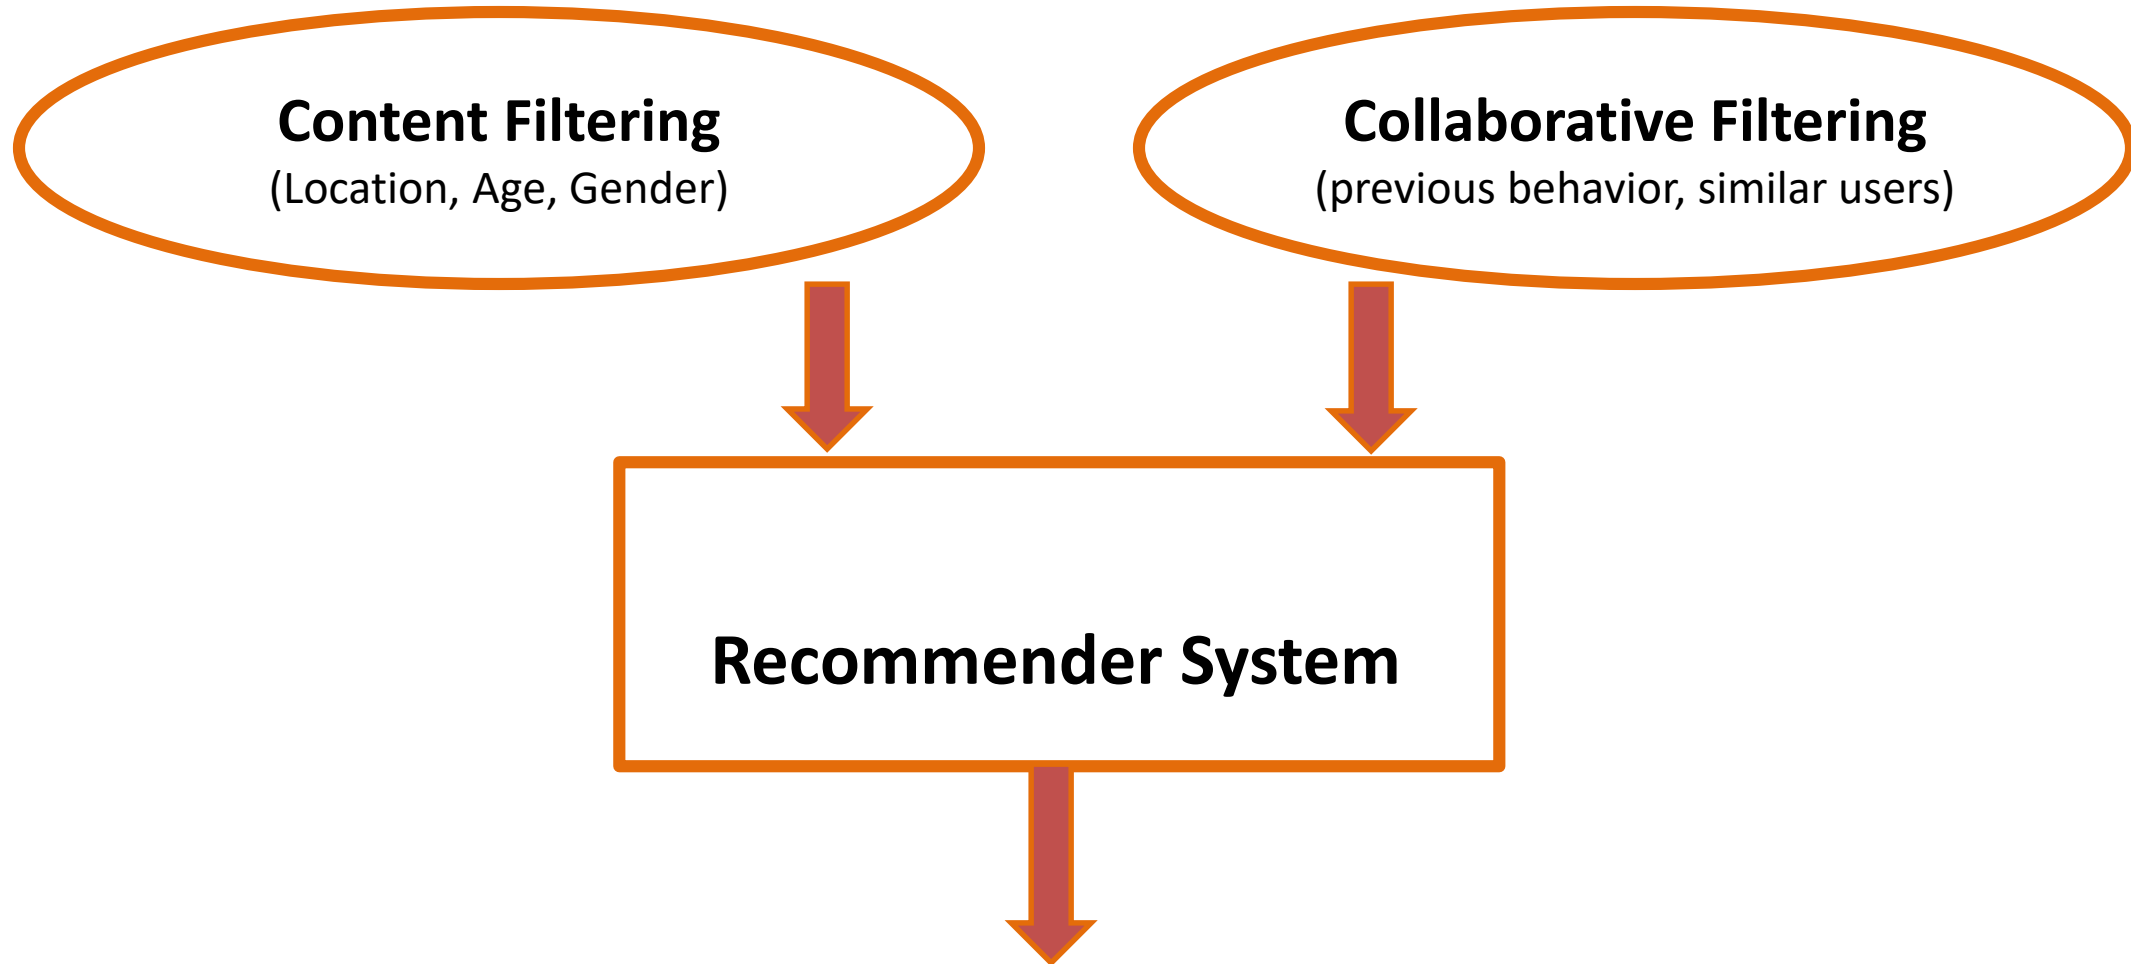 Content Filtering
(Location, Age, Gender)
Collaborative Filtering
(previous behavior, similar users)
Recommender System